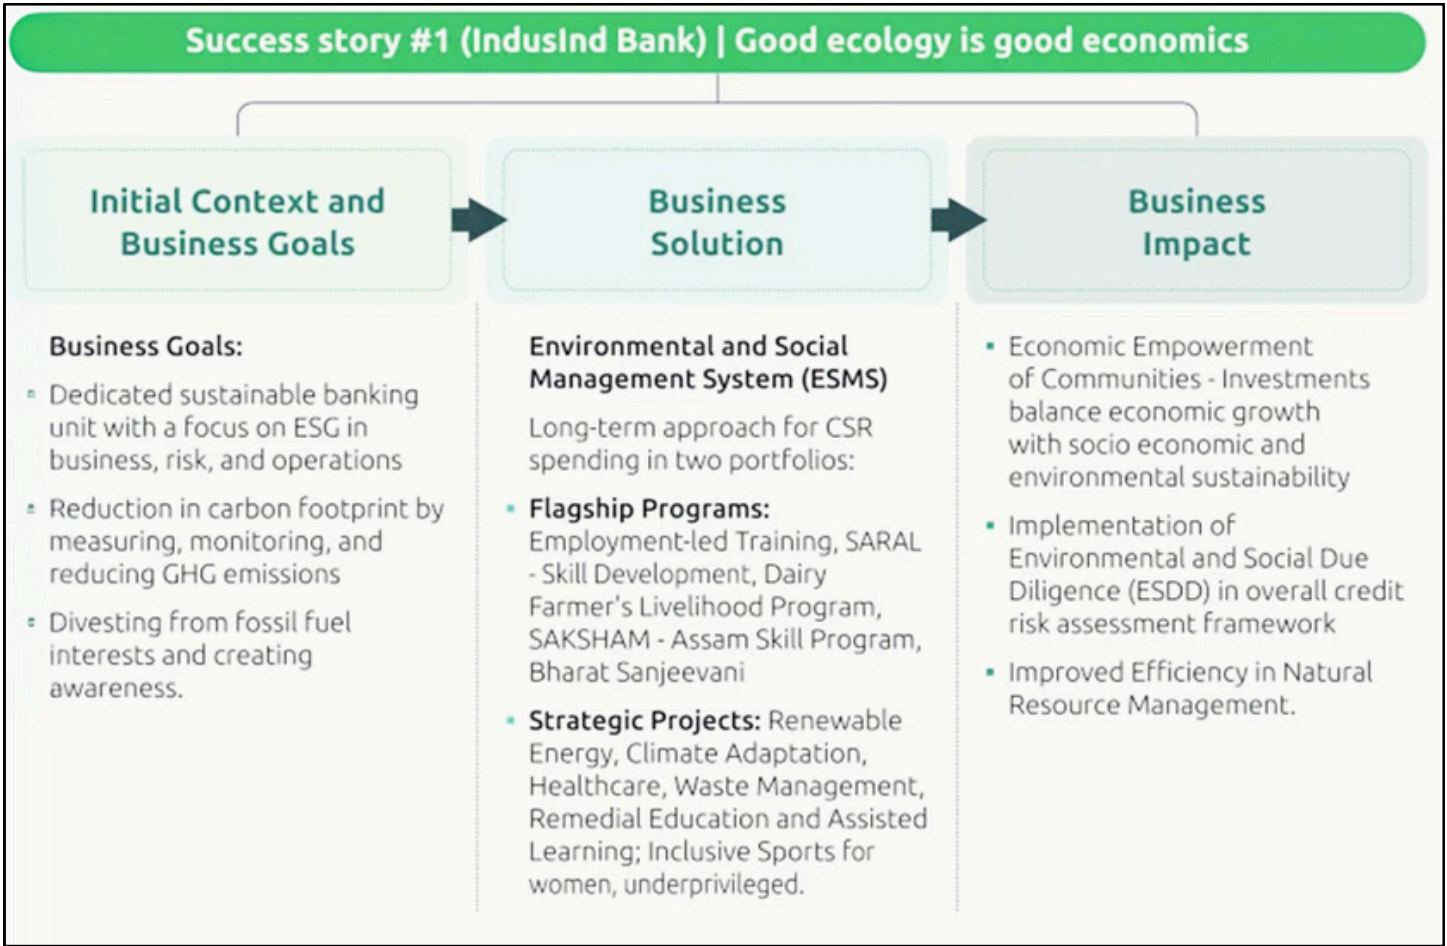 Success story #1 (IndusInd Bank) | Good ecology is good economics
Initial Context and
Business Goals
Business
Solution
Business
Impact
Business Goals:
Dedicated sustainable banking
unit with a focus on ESG in
business, risk, and operations
Reduction in carbon footprint by
measuring, monitoring, and
reducing GHG emissions
Divesting from fossil fuel
interests and creating
awareness.
Environmental and Social
Management System (ESMS)
Long-term approach for CSR
spending in two portfolios:
Flagship Programs:
Employment-led Training, SARAL
- Skill Development, Dairy
Farmer's Livelihood Program,
SAKSHAM - Assam Skill Program,
Bharat Sanjeevani
Strategic Projects: Renewable
Energy, Climate Adaptation,
Healthcare, Waste Management,
Remedial Education and Assisted
Learning; Inclusive Sports for
women, underprivileged.
Economic Empowerment
of Communities - Investments
balance economic growth
with socio economic and
environmental sustainability
Implementation of
Environmental and Social Due
Diligence (ESDD) in overall credit
risk assessment framework
Improved Efficiency in Natural
Resource Management.